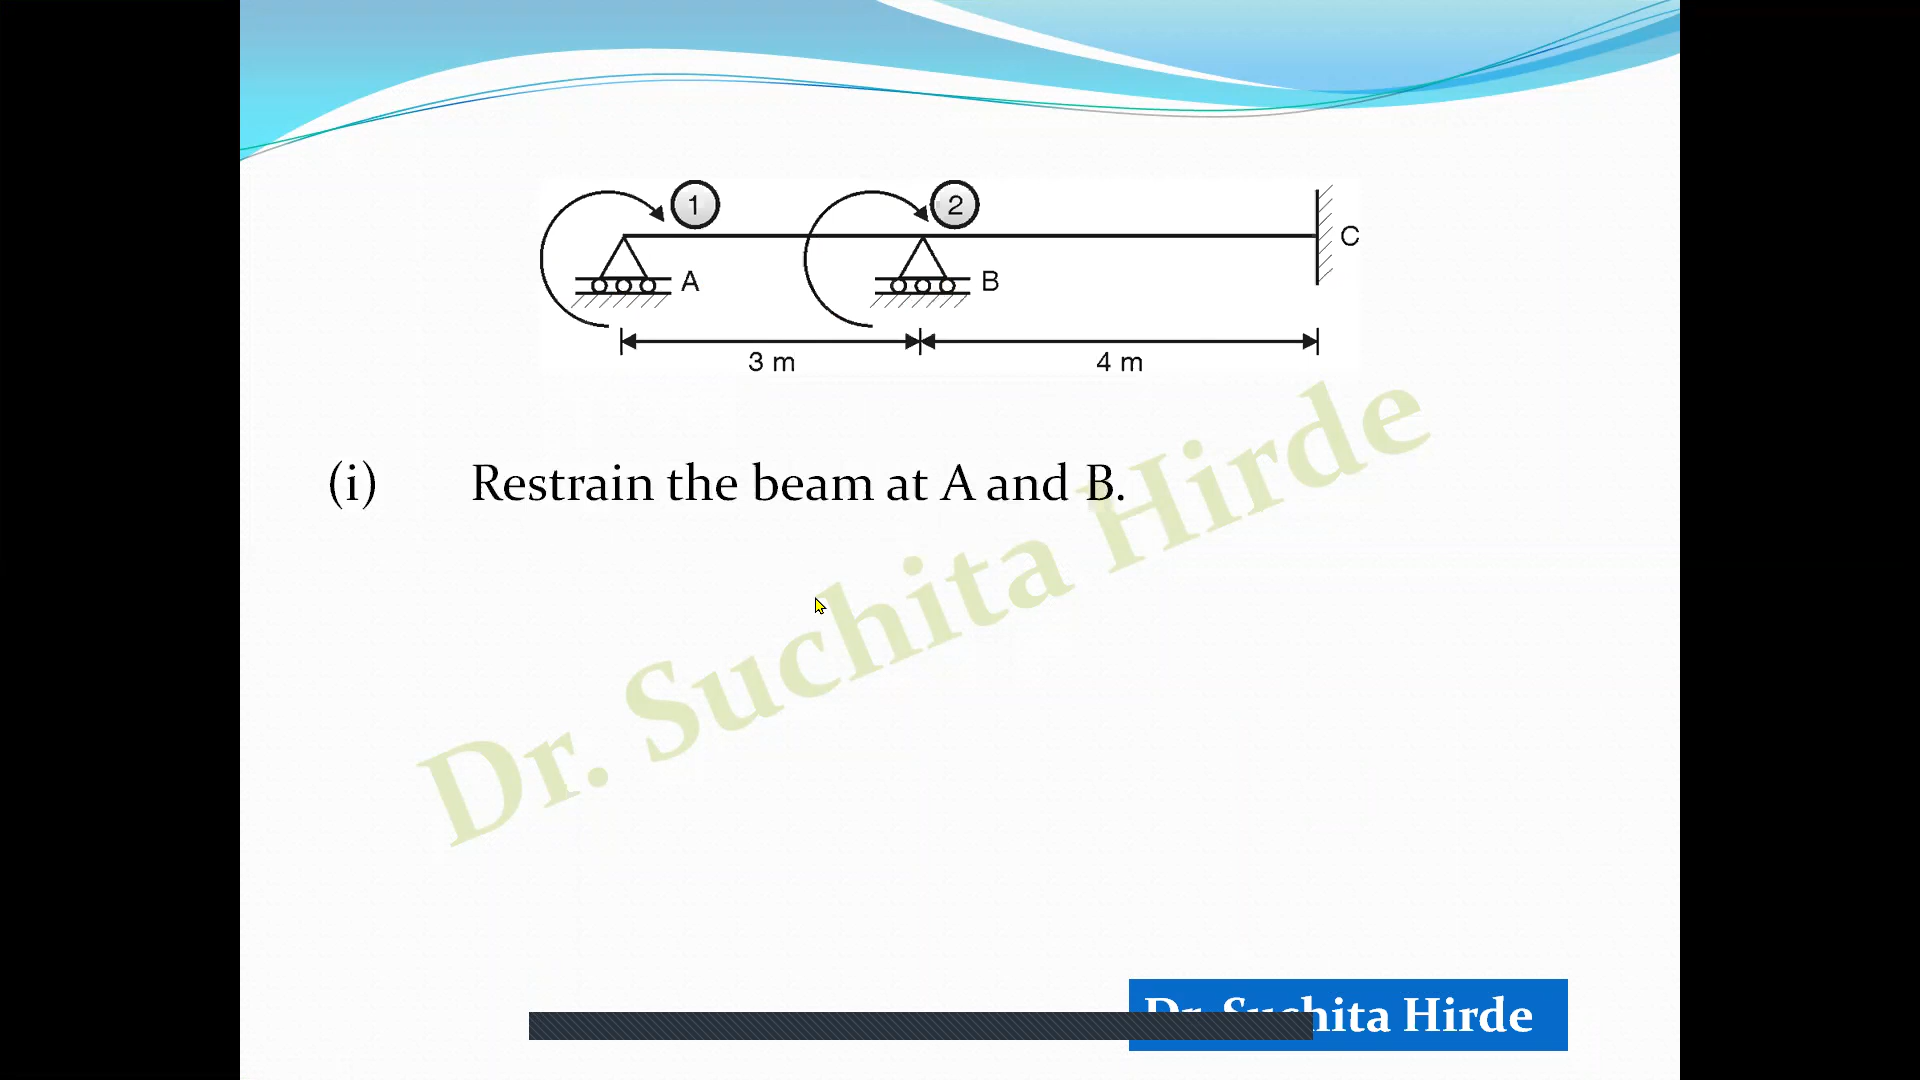 1 2
C
A B
3 m 4 m
(i) Restrain the beam at A and B.
Dr. Suchita Hirde
Dr. Suchita Hirde